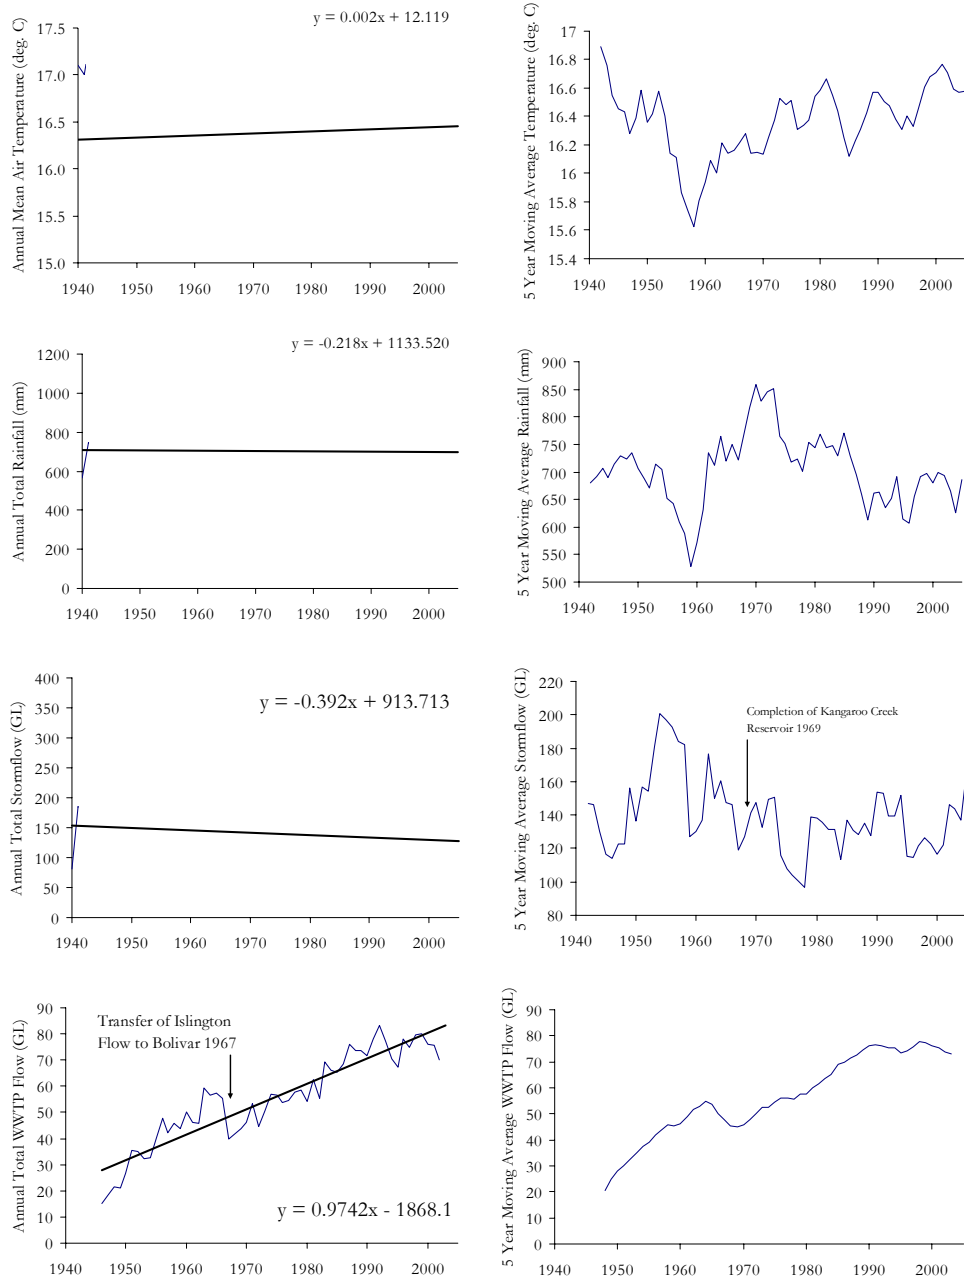 y = 0.002x + 12.119
Annual Mean Air Temperature (deg. C)
17.5
17.0
16.5
16.0
15.5
15.0
1940 1950 1960 1970 1980 1990 2000
5 Year Moving Average Temperature (deg. C)
17
16.8
16.6
16.4
16.2
16
15.8
15.6
15.4
1940 1950 1960 1970 1980 1990 2000
y = -0.218x + 1133.520
Annual Total Rainfall (mm)
1200
1000
800
600
400
200
0
1940 1950 1960 1970 1980 1990 2000
5 Year Moving Average Rainfall (mm)
900
850
800
750
700
650
600
550
500
1940 1950 1960 1970 1980 1990 2000
y = -0.392x + 913.713
Annual Total Stormflow (GL)
400
350
300
250
200
150
100
50
0
1940 1950 1960 1970 1980 1990 2000
5 Year Moving Average Stormflow (GL)
220
200
180
160
140
120
100
80
1940 1950 1960 1970 1980 1990 2000
Completion of Kangaroo Creek
Reservoir 1969
Annual Total WWTP Flow (GL)
90
80
70
60
50
40
30
20
10
0
1940 1950 1960 1970 1980 1990 2000
Transfer of Islington
Flow to Bolivar 1967
y = 0.9742x - 1868.1
5 Year Moving Average WWTP Flow (GL)
90
80
70
60
50
40
30
20
10
0
1940 1950 1960 1970 1980 1990 2000